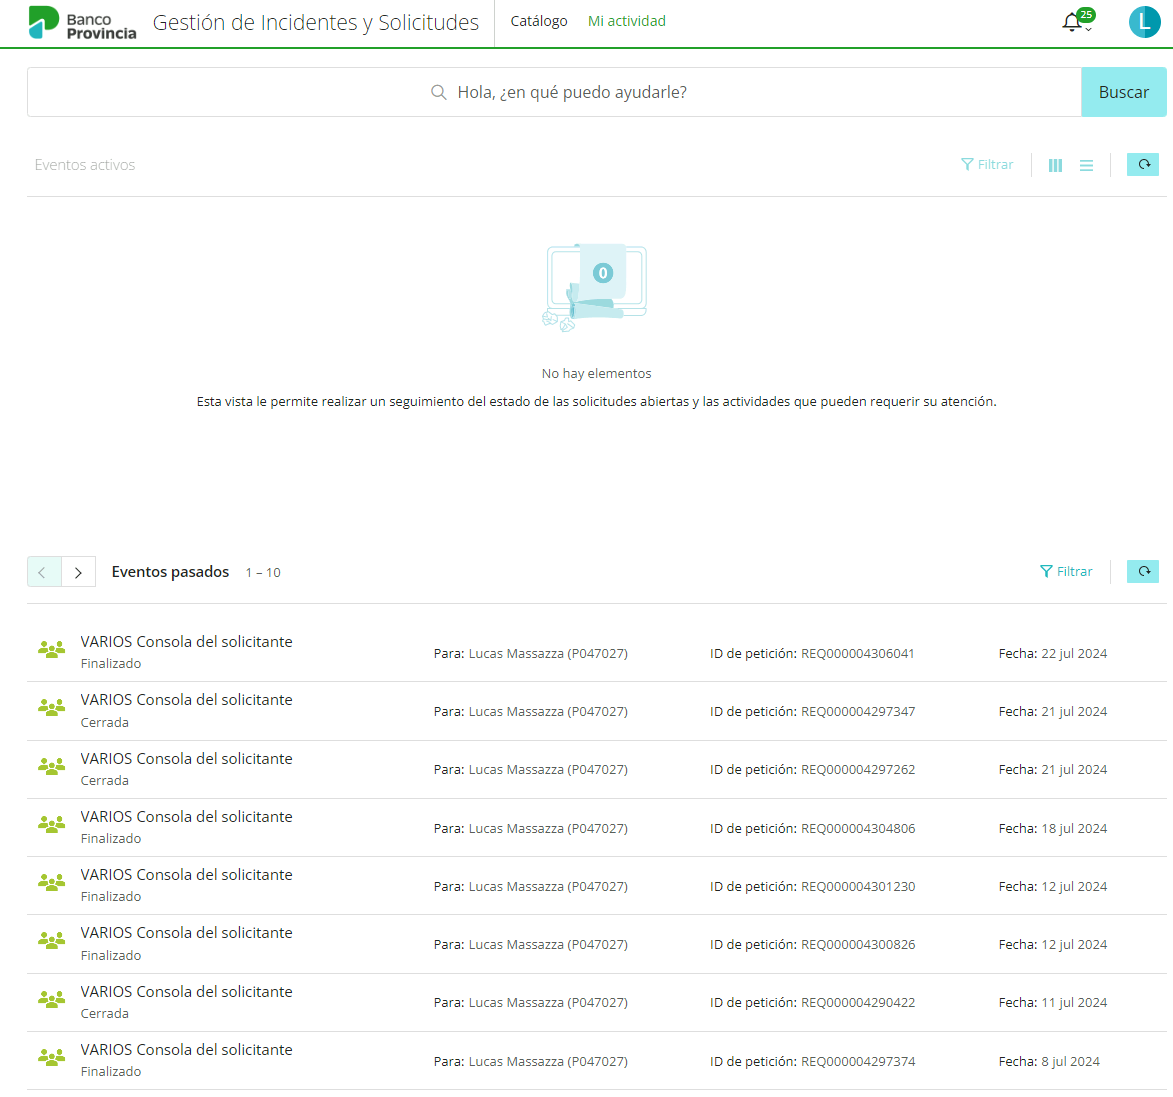 Banco Provincia Gestión de Incidentes y Solicitudes Catálogo Mi actividad 25 L
Hola, ¿en qué puedo ayudarle? Buscar
Eventos activos Filtrar
0
No hay elementos
Esta vista le permite realizar un seguimiento del estado de las solicitudes abiertas y las actividades que pueden requerir su atención.
Eventos pasados 1 – 10 Filtrar
VARIOS Consola del solicitante
Finalizado
Para: Lucas Massazza (P047027) ID de petición: REQ000004306041 Fecha: 22 jul 2024
VARIOS Consola del solicitante
Cerrada
Para: Lucas Massazza (P047027) ID de petición: REQ000004297347 Fecha: 21 jul 2024
VARIOS Consola del solicitante
Cerrada
Para: Lucas Massazza (P047027) ID de petición: REQ000004297262 Fecha: 21 jul 2024
VARIOS Consola del solicitante
Finalizado
Para: Lucas Massazza (P047027) ID de petición: REQ000004304806 Fecha: 18 jul 2024
VARIOS Consola del solicitante
Finalizado
Para: Lucas Massazza (P047027) ID de petición: REQ000004301230 Fecha: 12 jul 2024
VARIOS Consola del solicitante
Finalizado
Para: Lucas Massazza (P047027) ID de petición: REQ000004300826 Fecha: 12 jul 2024
VARIOS Consola del solicitante
Cerrada
Para: Lucas Massazza (P047027) ID de petición: REQ000004290422 Fecha: 11 jul 2024
VARIOS Consola del solicitante
Finalizado
Para: Lucas Massazza (P047027) ID de petición: REQ000004297374 Fecha: 8 jul 2024